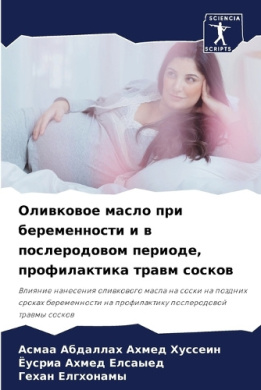 SCIENCIA
SCRIPTS
Оливковое масло при
беременности и в
послеродовом периоде,
профилактика травм сосков
Влияние нанесения оливкового масла на соски на поздних
сроках беременности на профилактику послеродовой
травмы сосков
Асмаа Абдаллах Ахмед Хуссеин
Ёусриа Ахмед Елсаыед
Гехан Елгхонамы